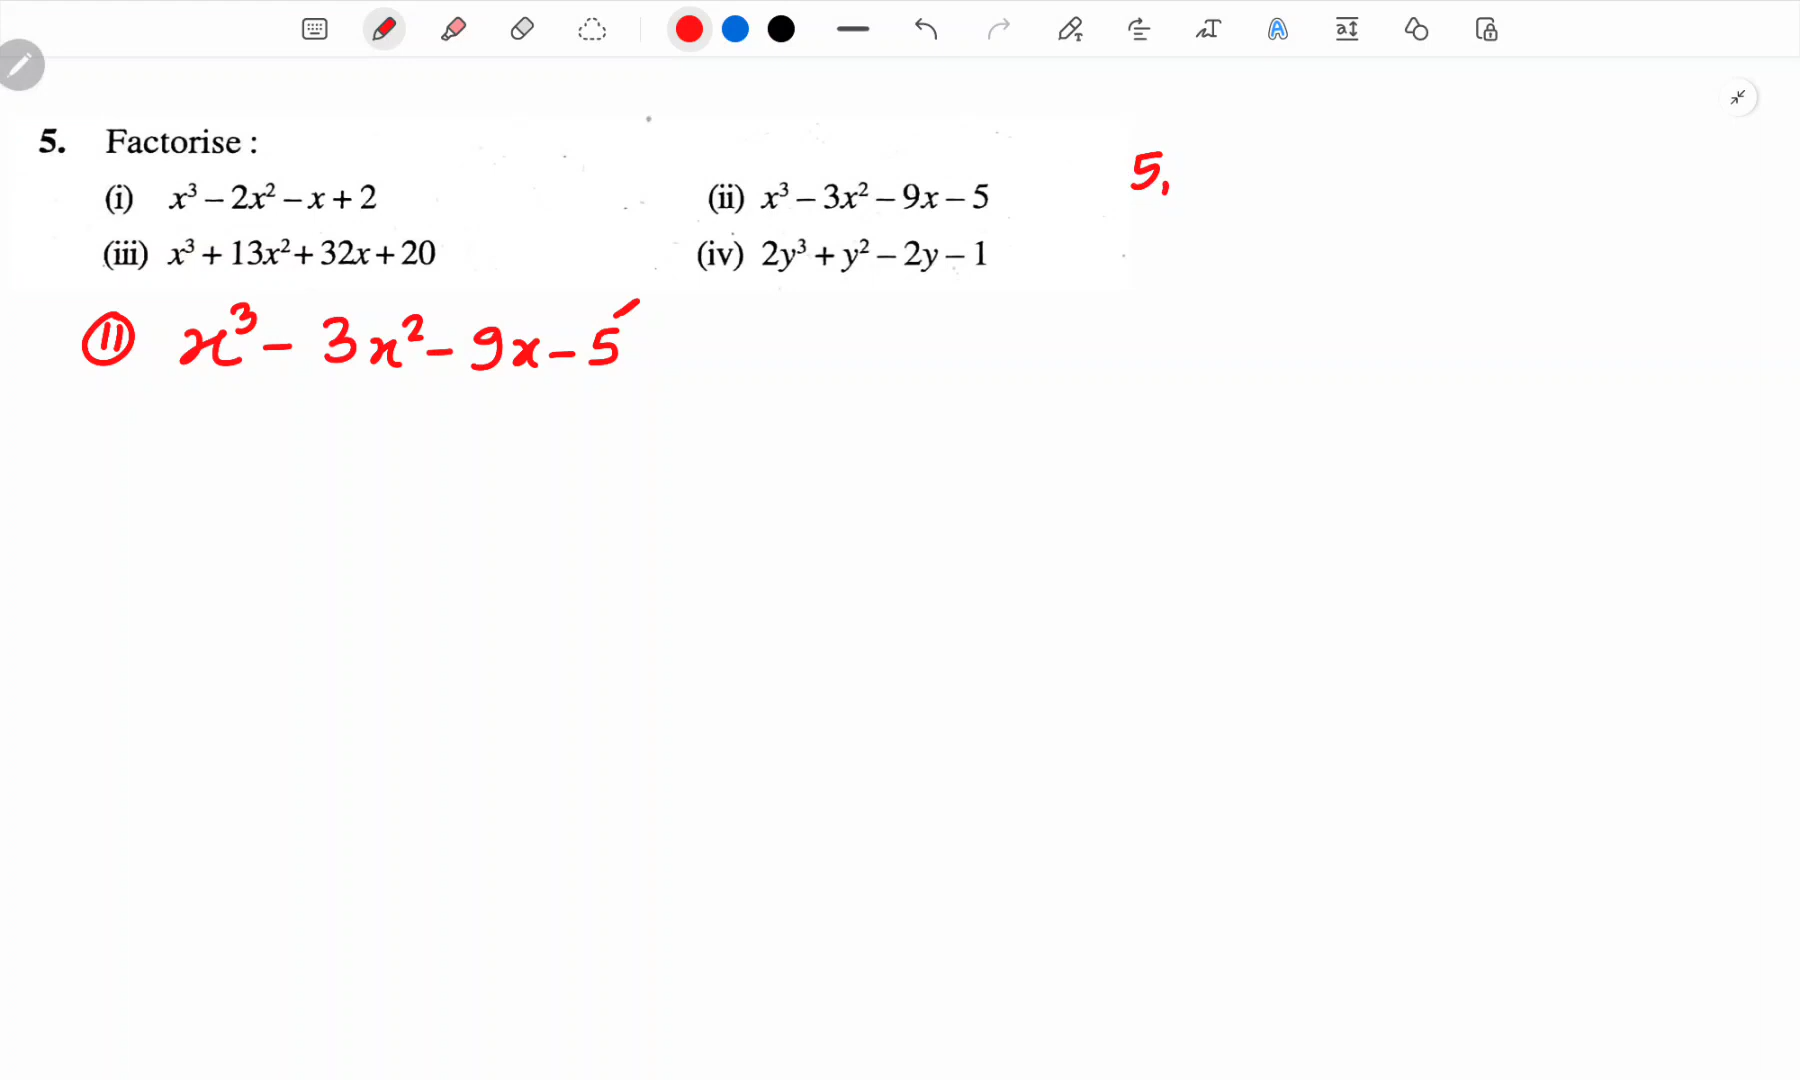 5. Factorise :
(i) x³ – 2x² – x + 2 (ii) x³ – 3x² – 9x – 5 5,
(iii) x³ + 13x² + 32x + 20 (iv) 2y³ + y² – 2y – 1
(ii) x³ – 3x² – 9x – 5